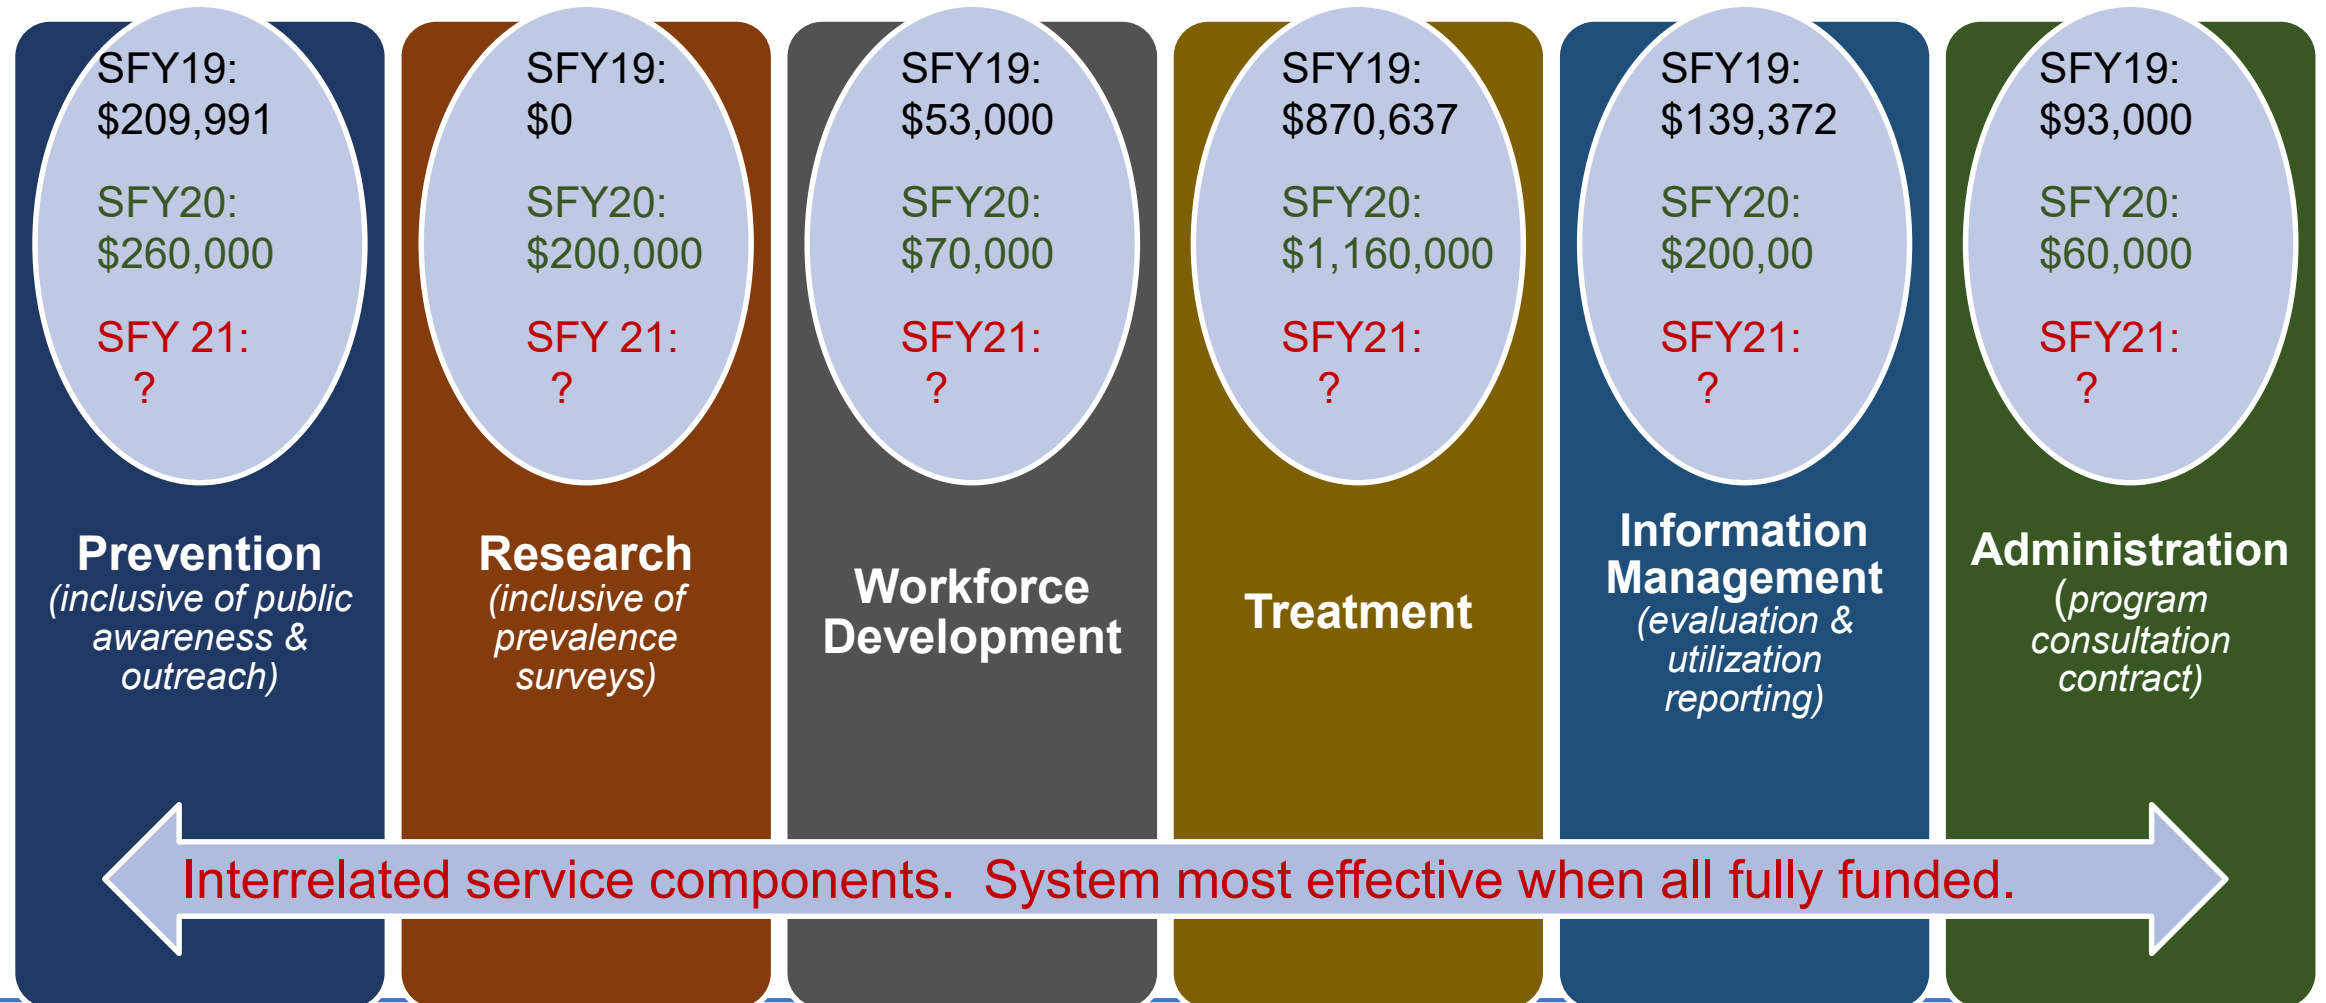 SFY19:
$209,991
SFY20:
$260,000
SFY 21:
?
Prevention
(inclusive of public
awareness &
outreach)
SFY19:
$0
SFY20:
$200,000
SFY 21:
?
Research
(inclusive of
prevalence
surveys)
SFY19:
$53,000
SFY20:
$70,000
SFY21:
?
Workforce
Development
SFY19:
$870,637
SFY20:
$1,160,000
SFY21:
?
Treatment
SFY19:
$139,372
SFY20:
$200,00
SFY21:
?
Information
Management
(evaluation &
utilization
reporting)
SFY19:
$93,000
SFY20:
$60,000
SFY21:
?
Administration
(program
consultation
contract)
Interrelated service components.  System most effective when all fully funded.